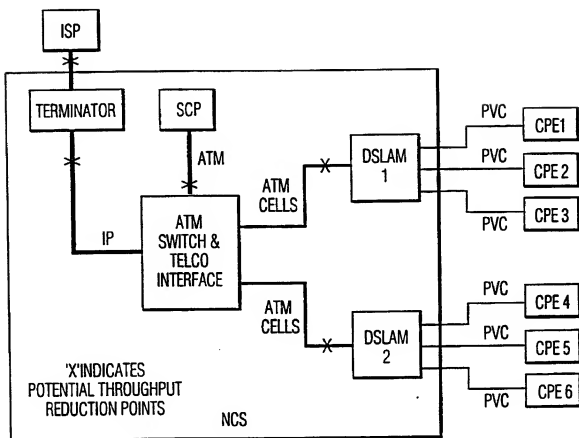 ISP
TERMINATOR
SCP
ATM
IP
ATM
SWITCH &
TELCO
INTERFACE
ATM
CELLS
ATM
CELLS
DSLAM
1
DSLAM
2
PVC
CPE1
PVC
CPE 2
PVC
CPE 3
PVC
CPE 4
PVC
CPE 5
PVC
CPE 6
'X'INDICATES
POTENTIAL THROUGHPUT
REDUCTION POINTS
NCS